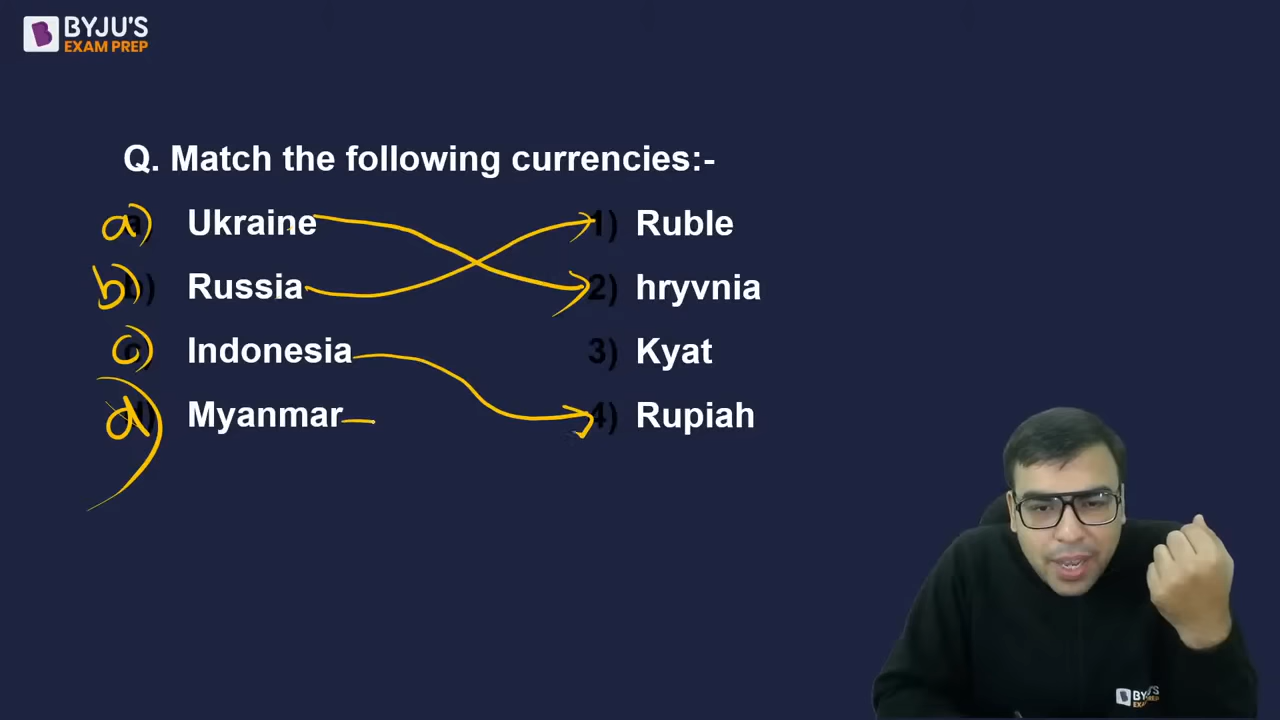 BYJU'S
EXAM PREP
Q. Match the following currencies:-
a) Ukraine 1) Ruble
b) Russia 2) hryvnia
c) Indonesia 3) Kyat
d) Myanmar 4) Rupiah
BYJU'S